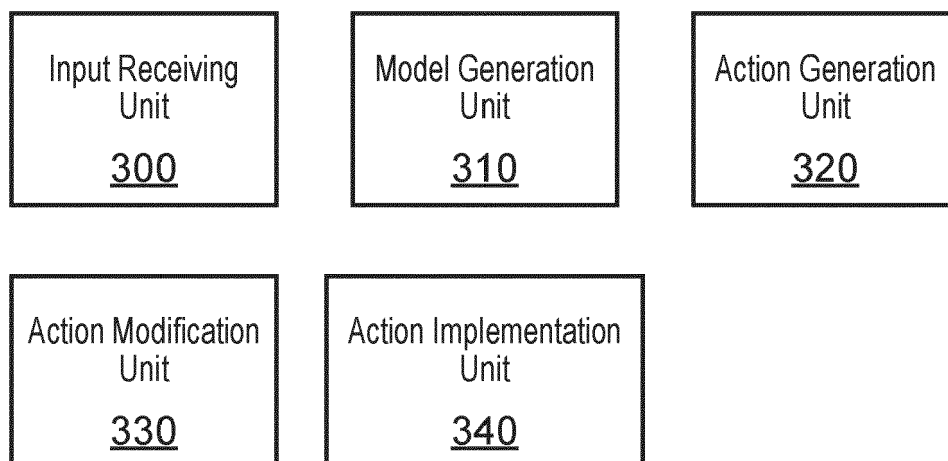 Input Receiving
Unit
300
Model Generation
Unit
310
Action Generation
Unit
320
Action Modification
Unit
330
Action Implementation
Unit
340